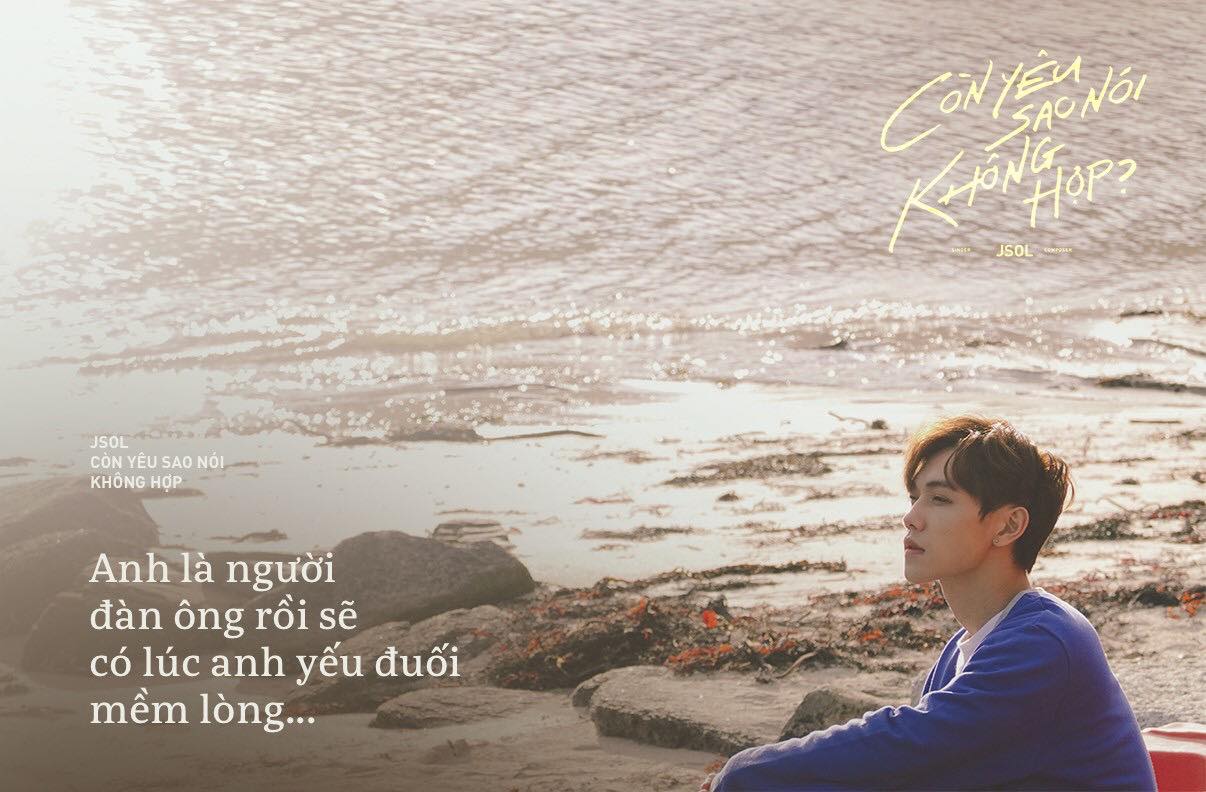 CÒN YÊU
SAO NÓI
KHÔNG
HỢP?
SINGER JSOL COMPOSER
JSOL
CÒN YÊU SAO NÓI
KHÔNG HỢP
Anh là người
đàn ông rồi sẽ
có lúc anh yếu đuối
mềm lòng...